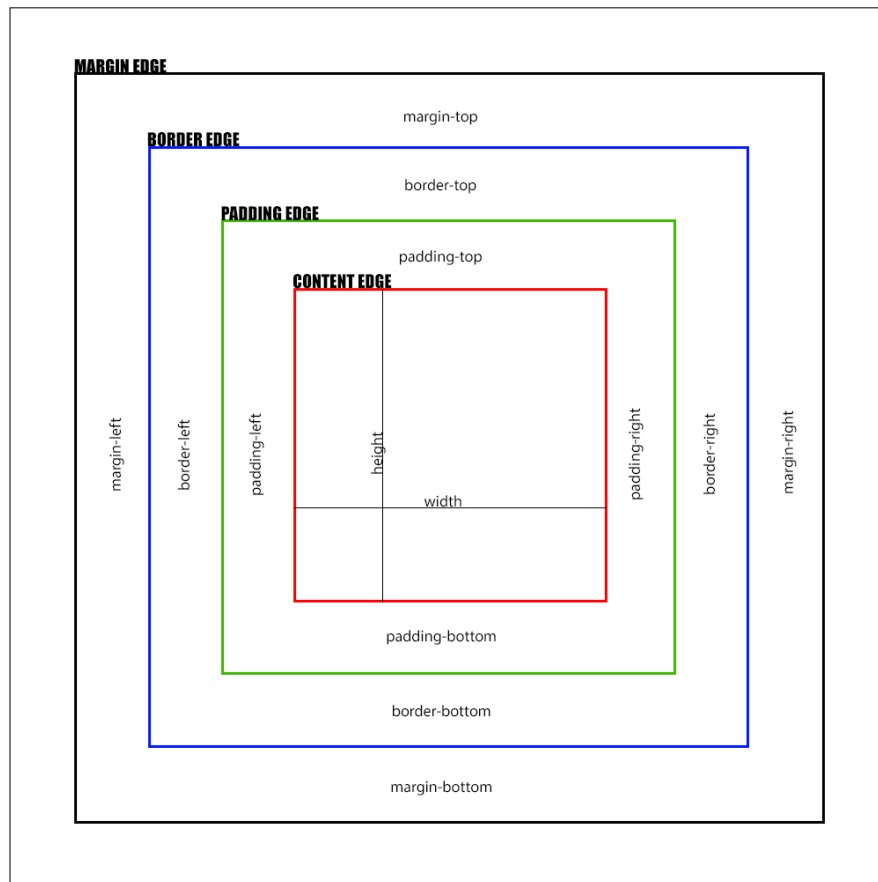 MARGIN EDGE
margin-top
BORDER EDGE
border-top
PADDING EDGE
padding-top
CONTENT EDGE
margin-left
border-left
padding-left
height
width
padding-right
border-right
margin-right
padding-bottom
border-bottom
margin-bottom